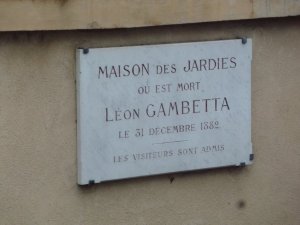 MAISON DES JARDIES
OÙ EST MORT
LÉON GAMBETTA
LE 31 DÉCEMBRE 1882.
LES VISITEURS SONT ADMIS